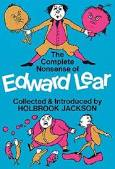 The Complete
Nonsense of
Edward Lear
Collected & Introduced by
HOLBROOK JACKSON